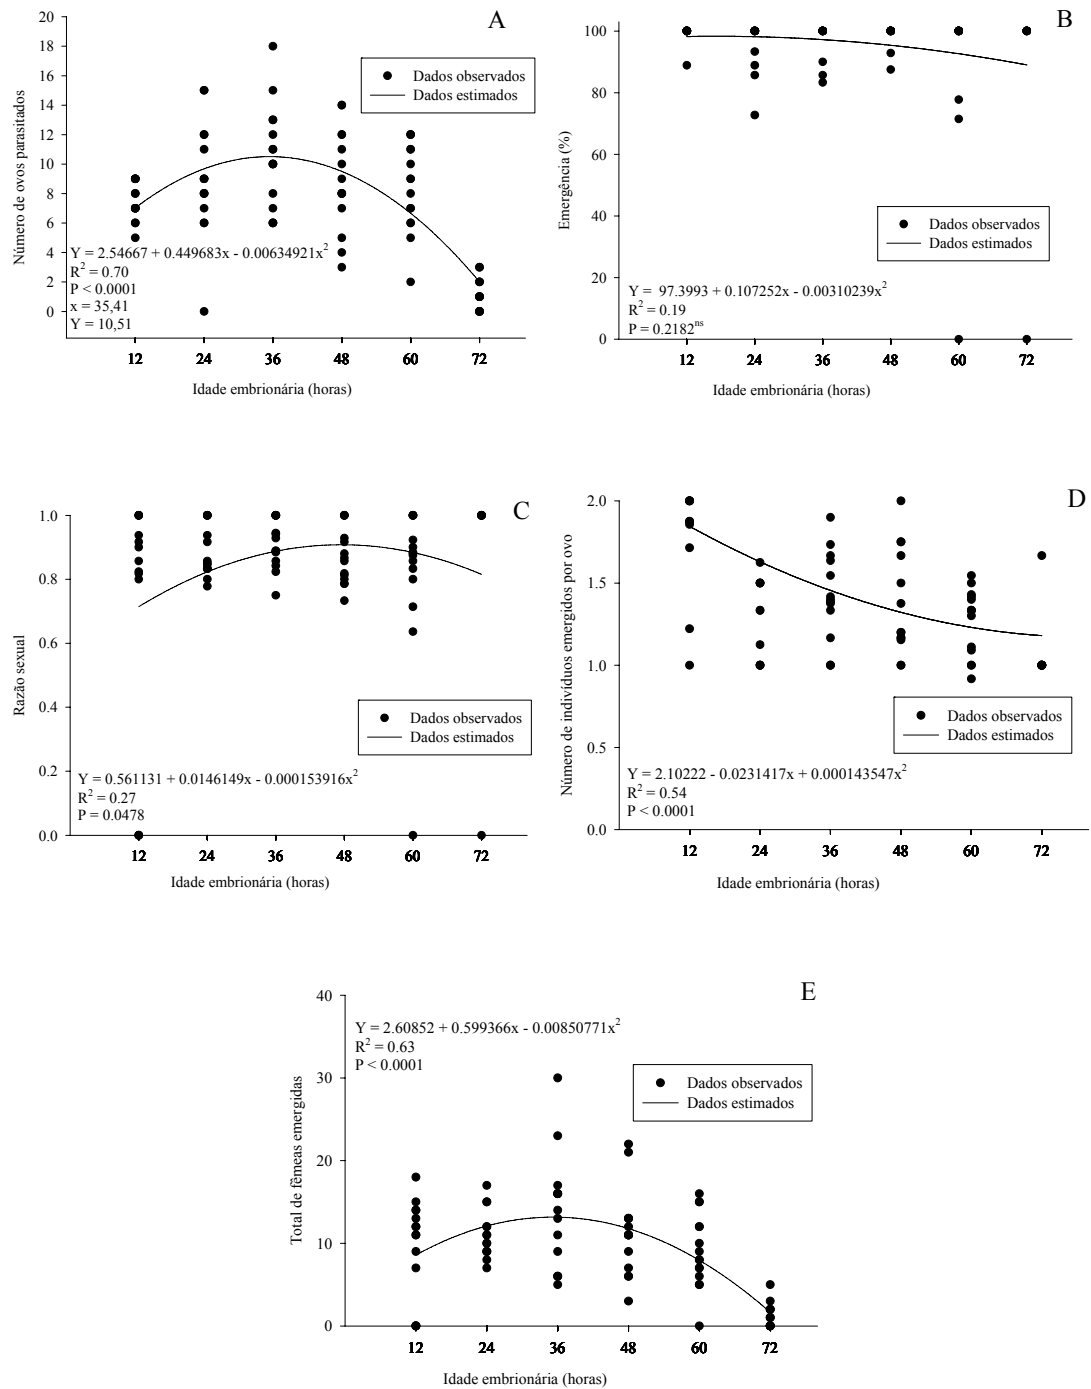 A
20
18
16
14
12
10
8
6
4
2
0
Número de ovos parasitados
Dados observados
Dados estimados
Y = 2.54667 + 0.449683x - 0.00634921x²
R² = 0.70
P < 0.0001
x = 35,41
Y = 10,51
12 24 36 48 60 72
Idade embrionária (horas)
B
100
80
60
40
20
0
Emergência (%)
Dados observados
Dados estimados
Y = 97.3993 + 0.107252x - 0.00310239x²
R² = 0.19
P = 0.2182ⁿˢ
12 24 36 48 60 72
Idade embrionária (horas)
C
1.0
0.8
0.6
0.4
0.2
0.0
Razão sexual
Dados observados
Dados estimados
Y = 0.561131 + 0.0146149x - 0.000153916x²
R² = 0.27
P = 0.0478
12 24 36 48 60 72
Idade embrionária (horas)
D
2.0
1.5
1.0
0.5
0.0
Número de indivíduos emergidos por ovo
Dados observados
Dados estimados
Y = 2.10222 - 0.0231417x + 0.000143547x²
R² = 0.54
P < 0.0001
12 24 36 48 60 72
Idade embrionária (horas)
E
40
30
20
10
0
Total de fêmeas emergidas
Y = 2.60852 + 0.599366x - 0.00850771x²
R² = 0.63
P < 0.0001
Dados observados
Dados estimados
12 24 36 48 60 72
Idade embrionária (horas)